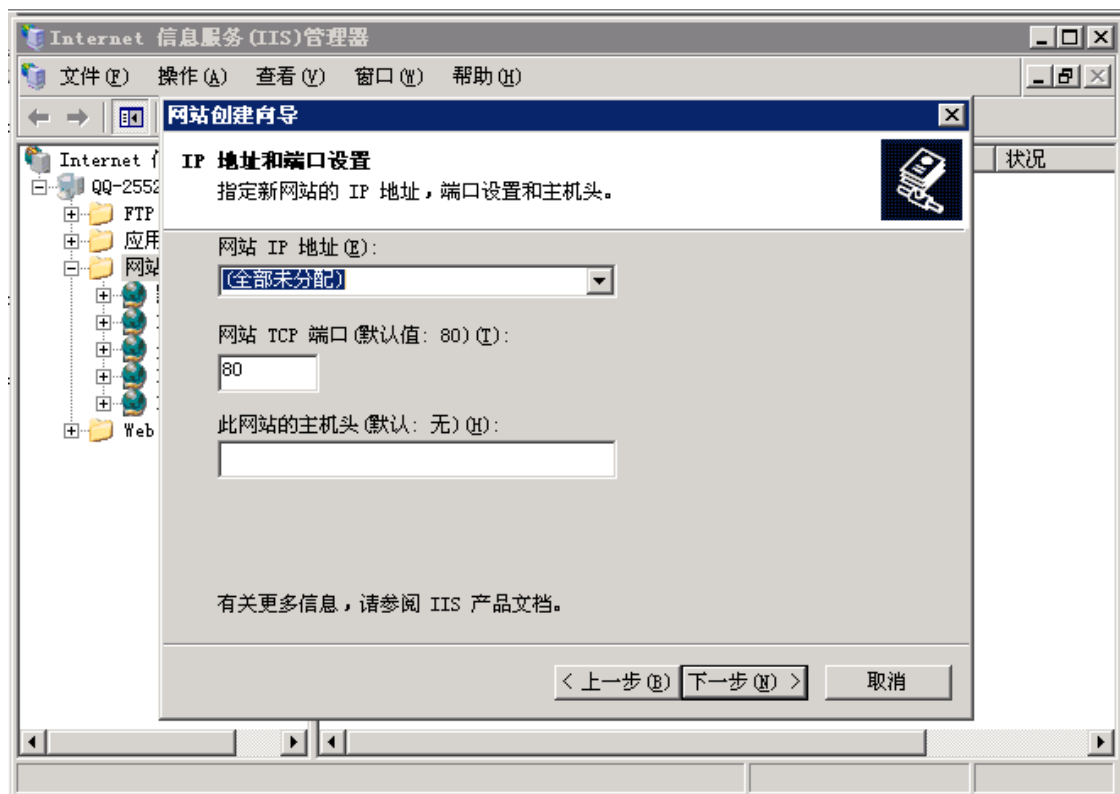 Internet 信息服务(IIS)管理器
文件(F) 操作(A) 查看(V) 窗口(W) 帮助(H)
网站创建向导
IP 地址和端口设置
指定新网站的 IP 地址，端口设置和主机头。
状况
Internet
QQ-2552
FTP
应用
网站
Web
网站 IP 地址(E):
(全部未分配)
网站 TCP 端口(默认值: 80)(T):
80
此网站的主机头(默认: 无)(H):
有关更多信息，请参阅 IIS 产品文档。
< 上一步(B) 下一步(N) > 取消